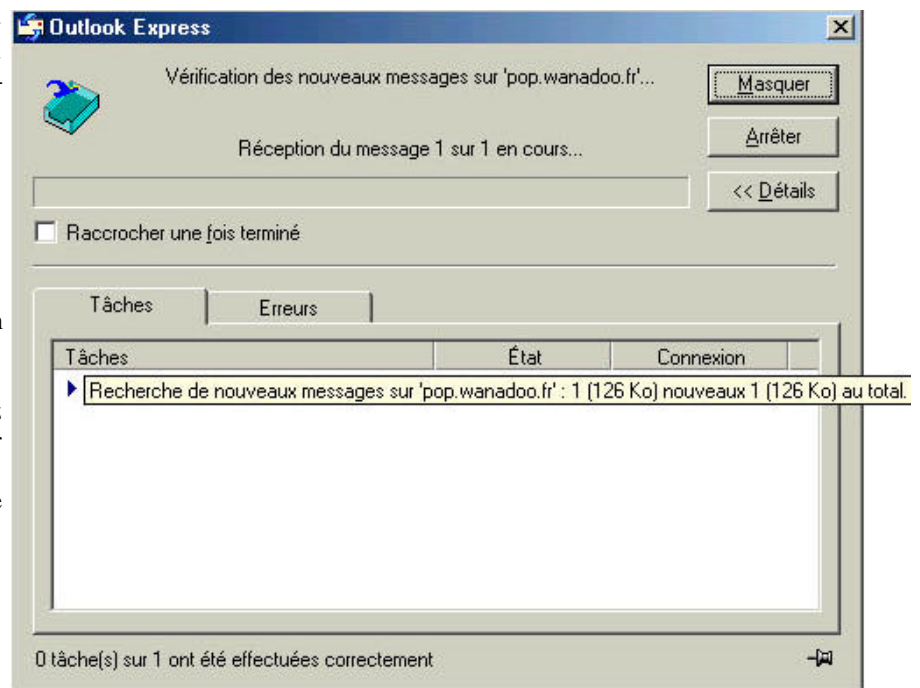 Outlook Express
Vérification des nouveaux messages sur 'pop.wanadoo.fr'...
Masquer
Réception du message 1 sur 1 en cours...
Arrêter
<< Détails
Raccrocher une fois terminé
Tâches
Erreurs
Tâches État Connexion
Recherche de nouveaux messages sur 'pop.wanadoo.fr' : 1 (126 Ko) nouveaux 1 (126 Ko) au total.
0 tâche(s) sur 1 ont été effectuées correctement